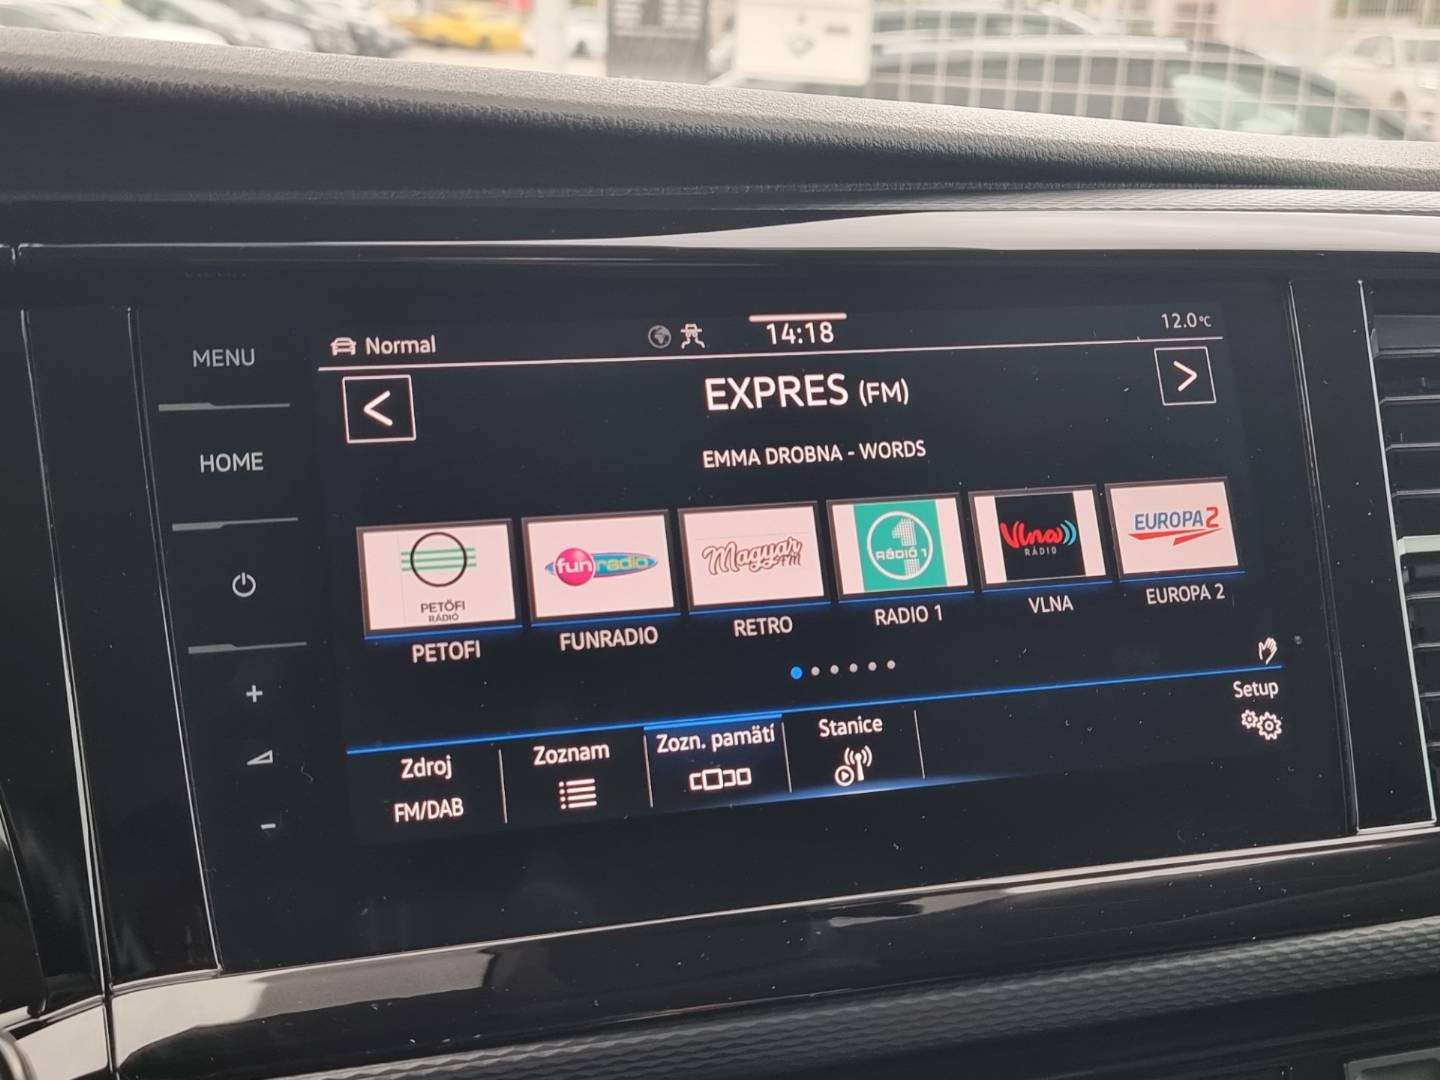 Normal
14:18
12.0°C
MENU
<
EXPRES (FM)
>
HOME
EMMA DROBNA - WORDS
PETŐFI
RÁDIÓ
fun radio
Magyar
FM
1
RÁDIÓ 1
Vlna
RÁDIO
EUROPA 2
PETOFI
FUNRADIO
RETRO
RADIO 1
VLNA
EUROPA 2
+
-
Zdroj
FM/DAB
Zoznam
Zozn. pamätí
Stanice
Setup